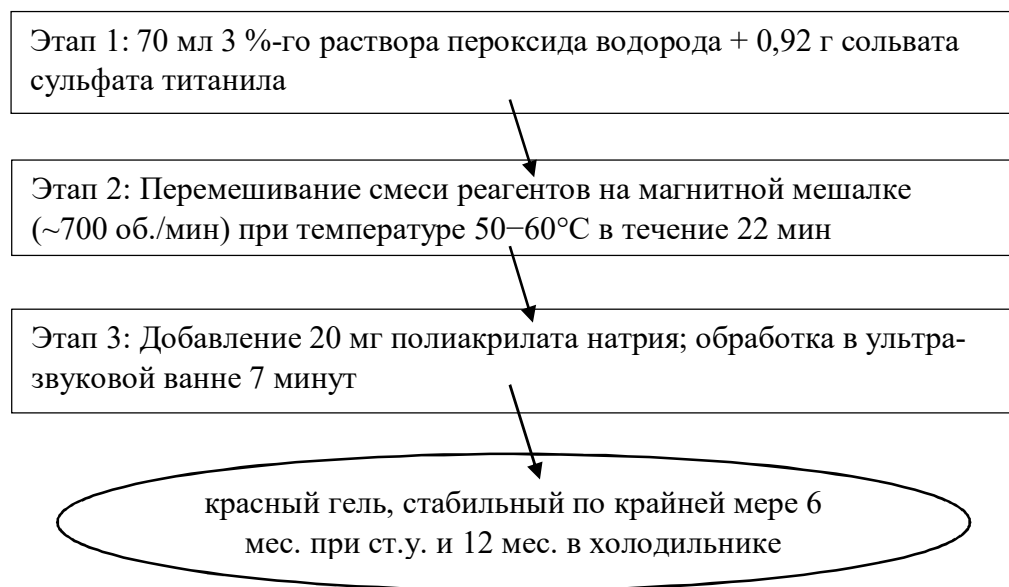 Этап 1: 70 мл 3 %-го раствора пероксида водорода + 0,92 г сольвата
сульфата титанила
Этап 2: Перемешивание смеси реагентов на магнитной мешалке
(~700 об./мин) при температуре 50−60°С в течение 22 мин
Этап 3: Добавление 20 мг полиакрилата натрия; обработка в ультра-
звуковой ванне 7 минут
красный гель, стабильный по крайней мере 6
мес. при ст.у. и 12 мес. в холодильнике